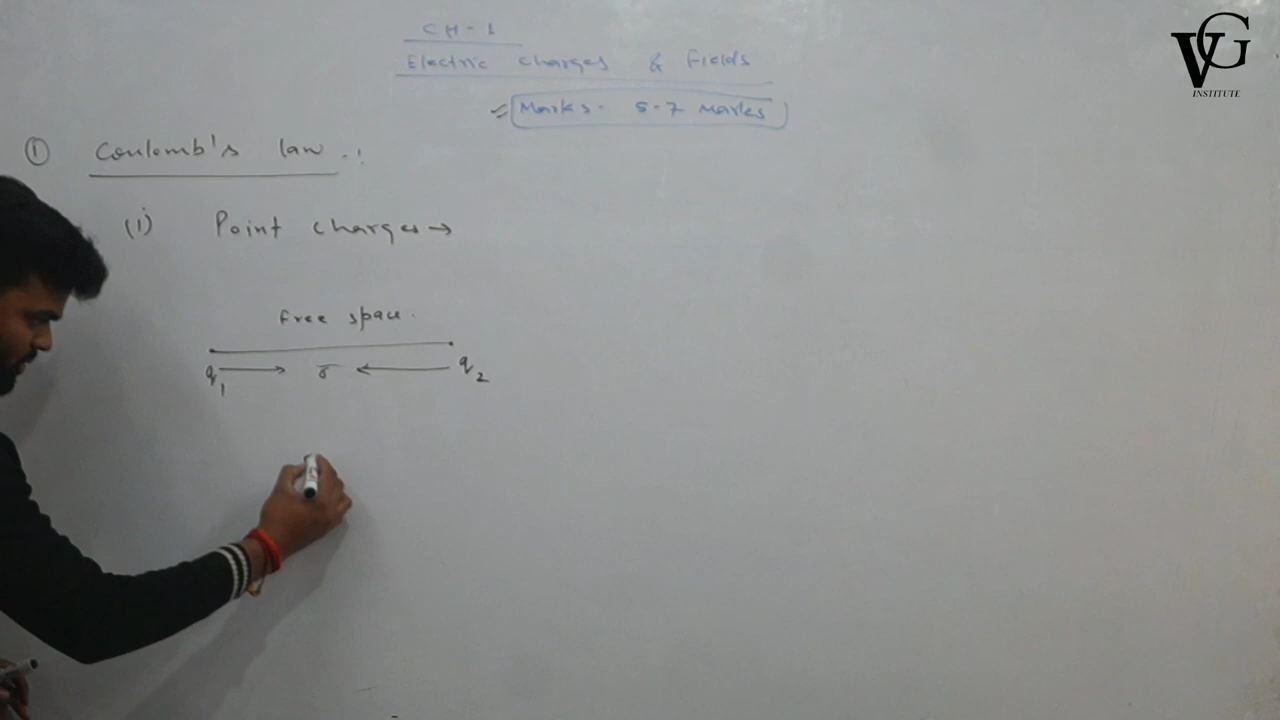 CH-1
Electric charges & Fields
Marks. 5-7 Marks
VG
INSTITUTE
① Coulomb's law.:
(i) Point charges →
free space.
q1 → r ← q2